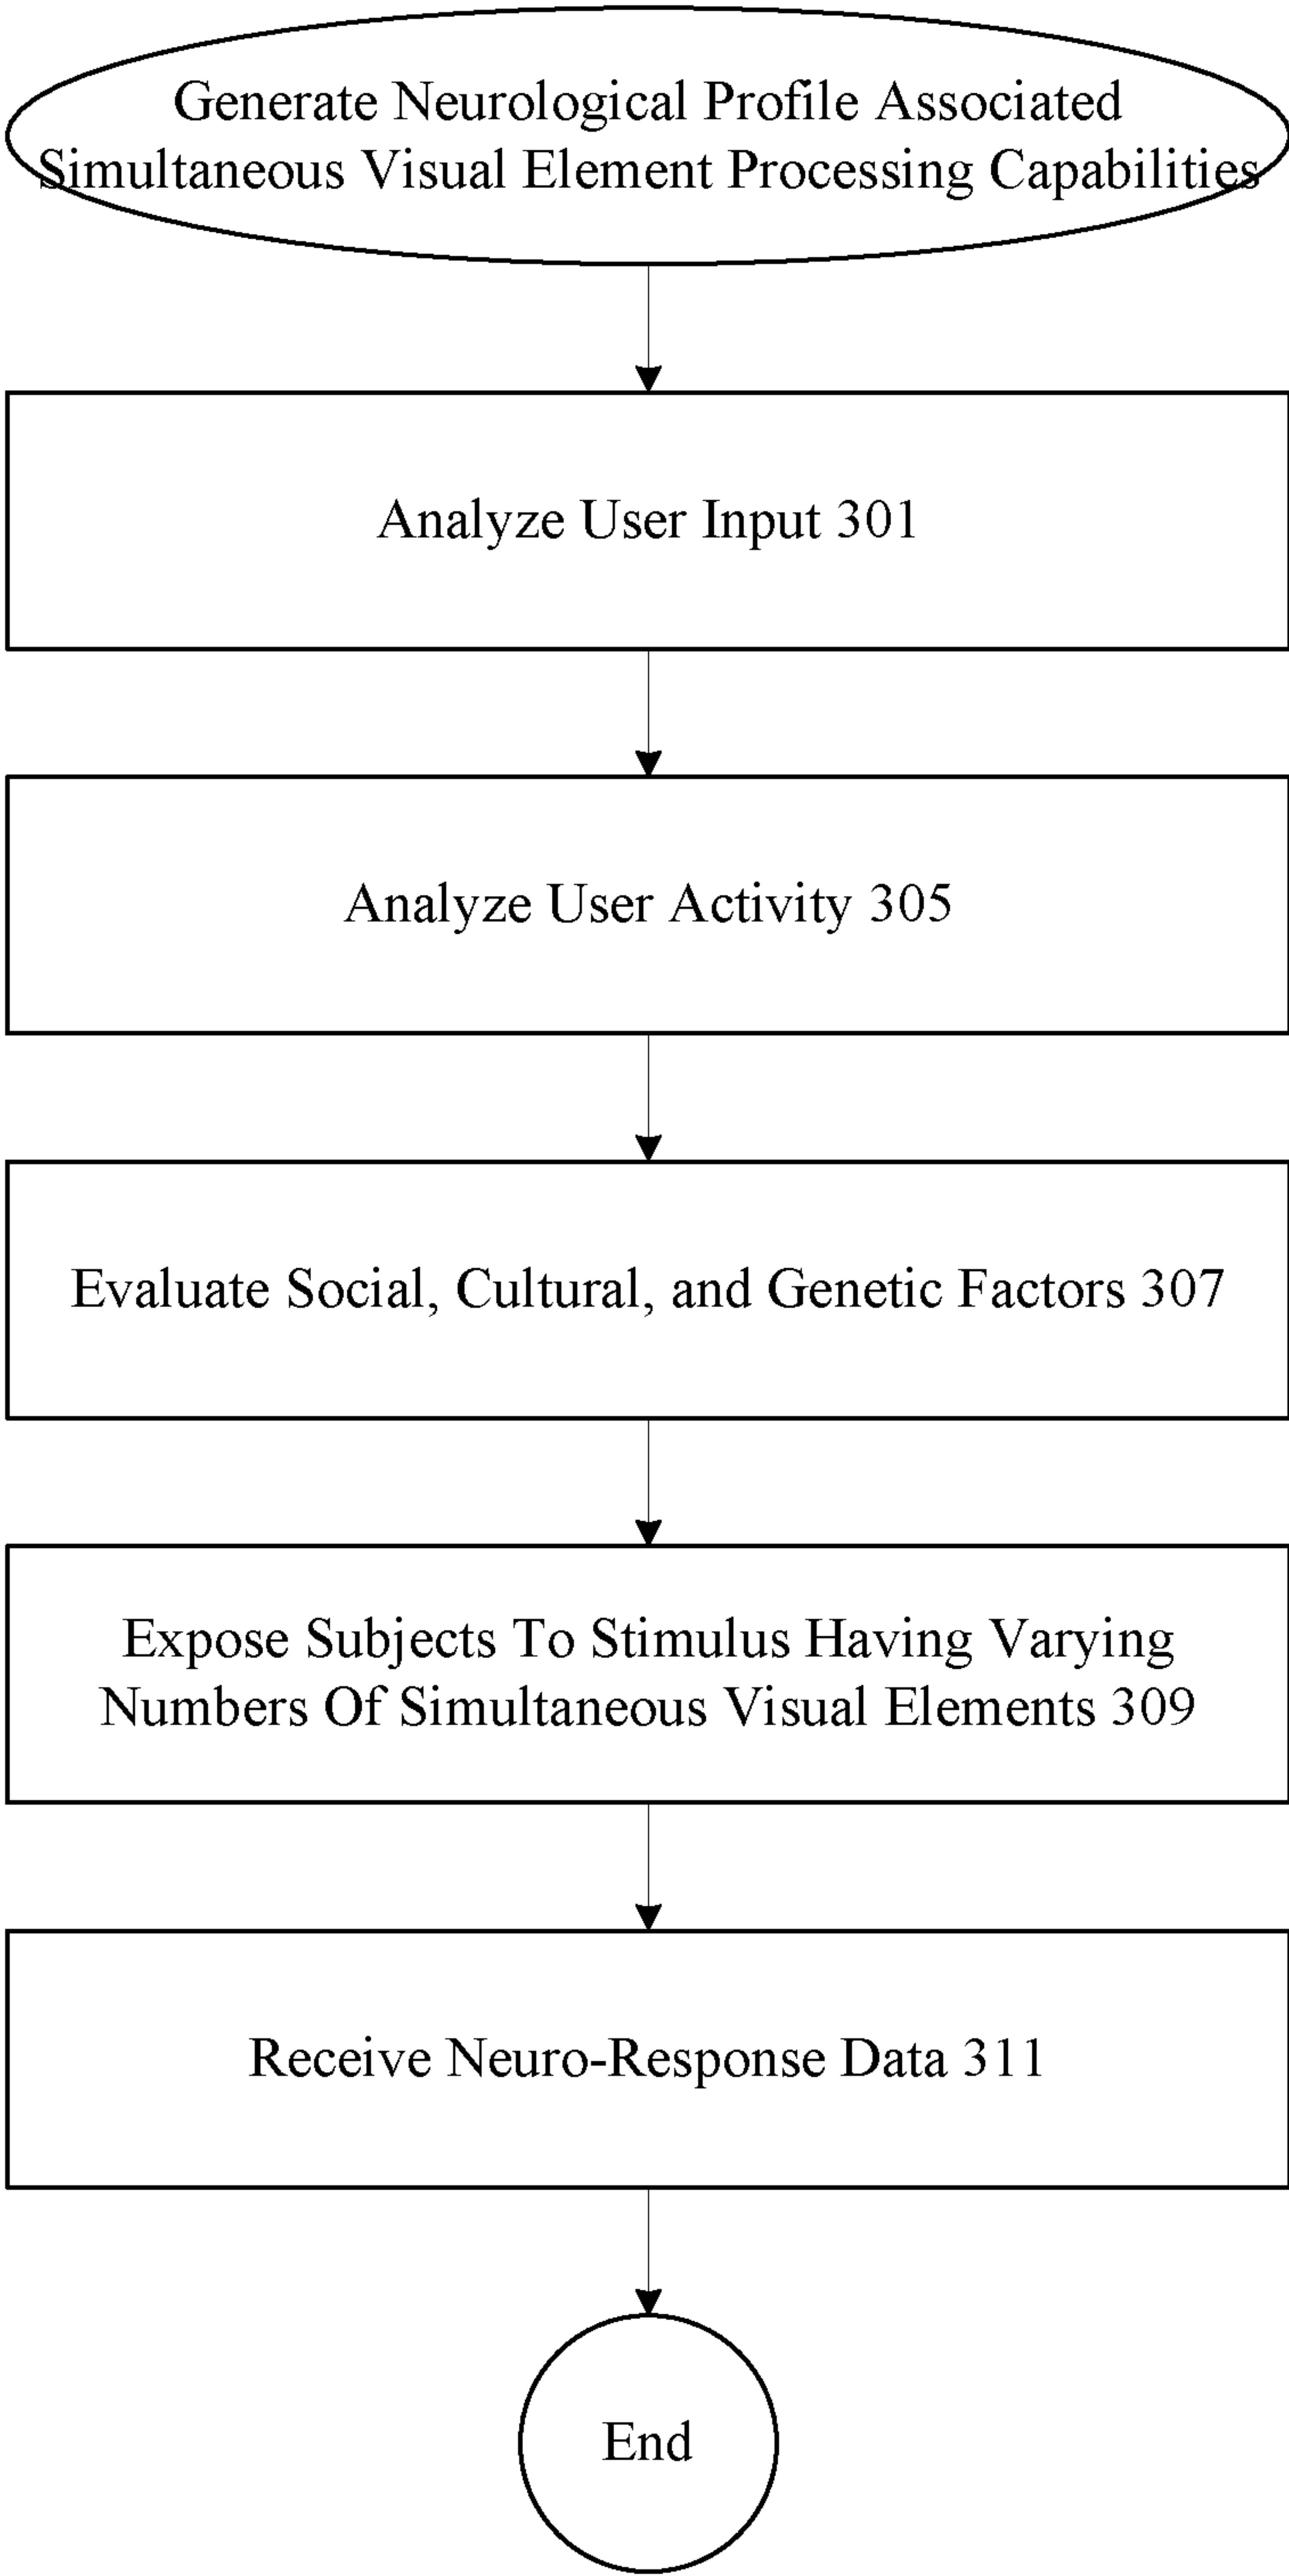 Generate Neurological Profile Associated
Simultaneous Visual Element Processing Capabilities
Analyze User Input 301
Analyze User Activity 305
Evaluate Social, Cultural, and Genetic Factors 307
Expose Subjects To Stimulus Having Varying
Numbers Of Simultaneous Visual Elements 309
Receive Neuro-Response Data 311
End